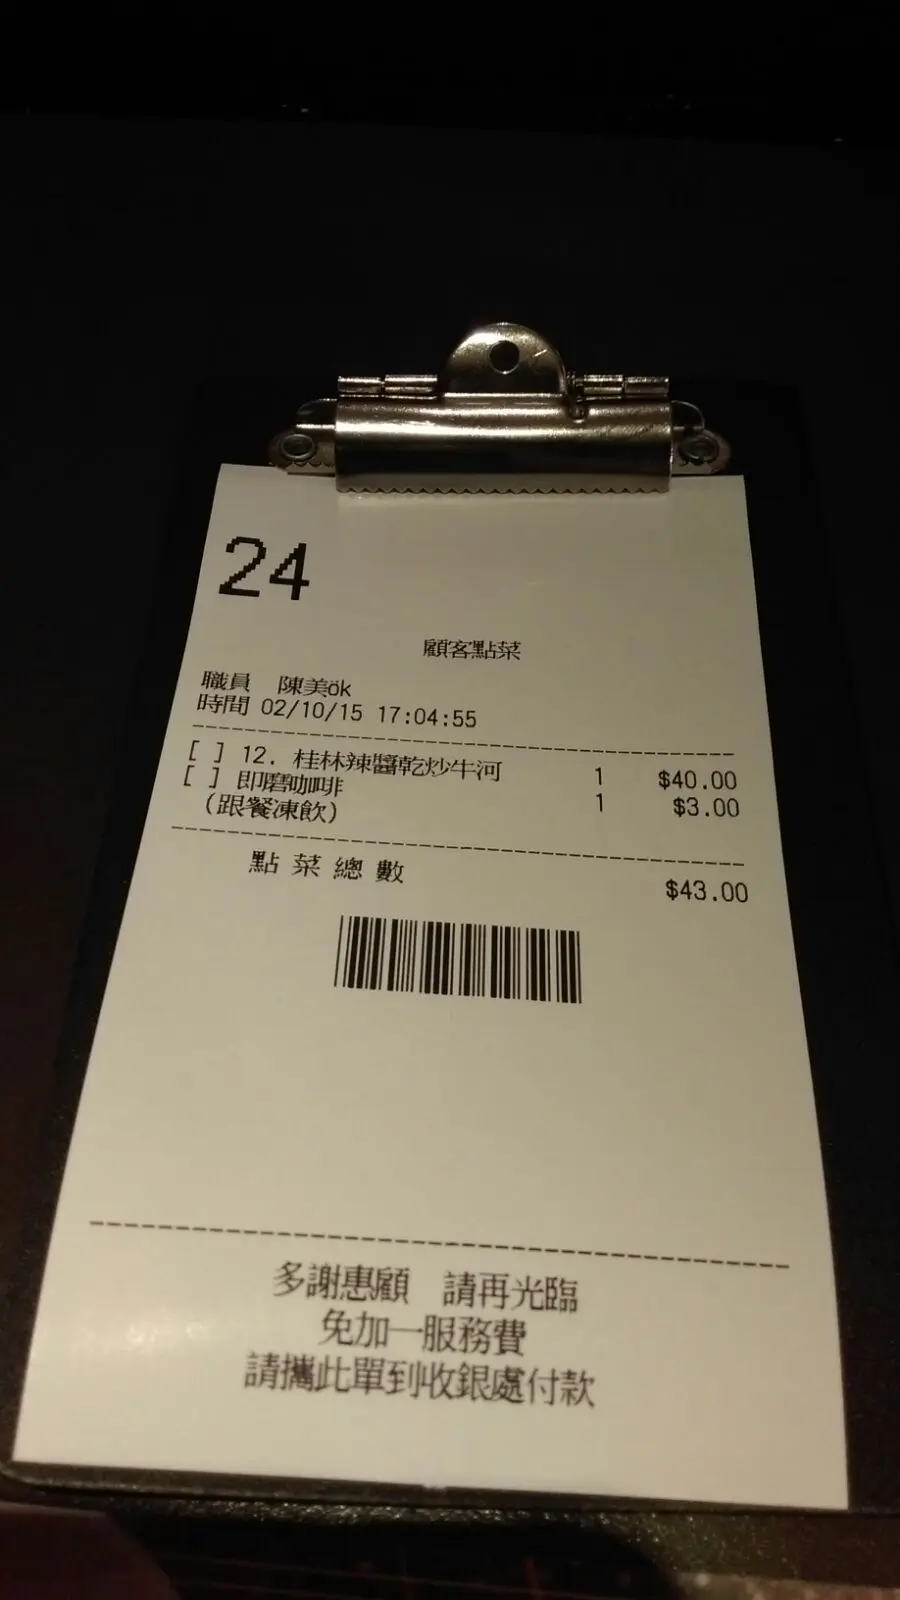 24
顧客點菜
職員 陳美ök
時間 02/10/15 17:04:55
[ ] 12. 桂林辣醬乾炒牛河 1 $40.00
[ ] 即磨咖啡 1 $3.00
(跟餐凍飲)
點菜總數 $43.00
多謝惠顧 請再光臨
免加一服務費
請攜此單到收銀處付款